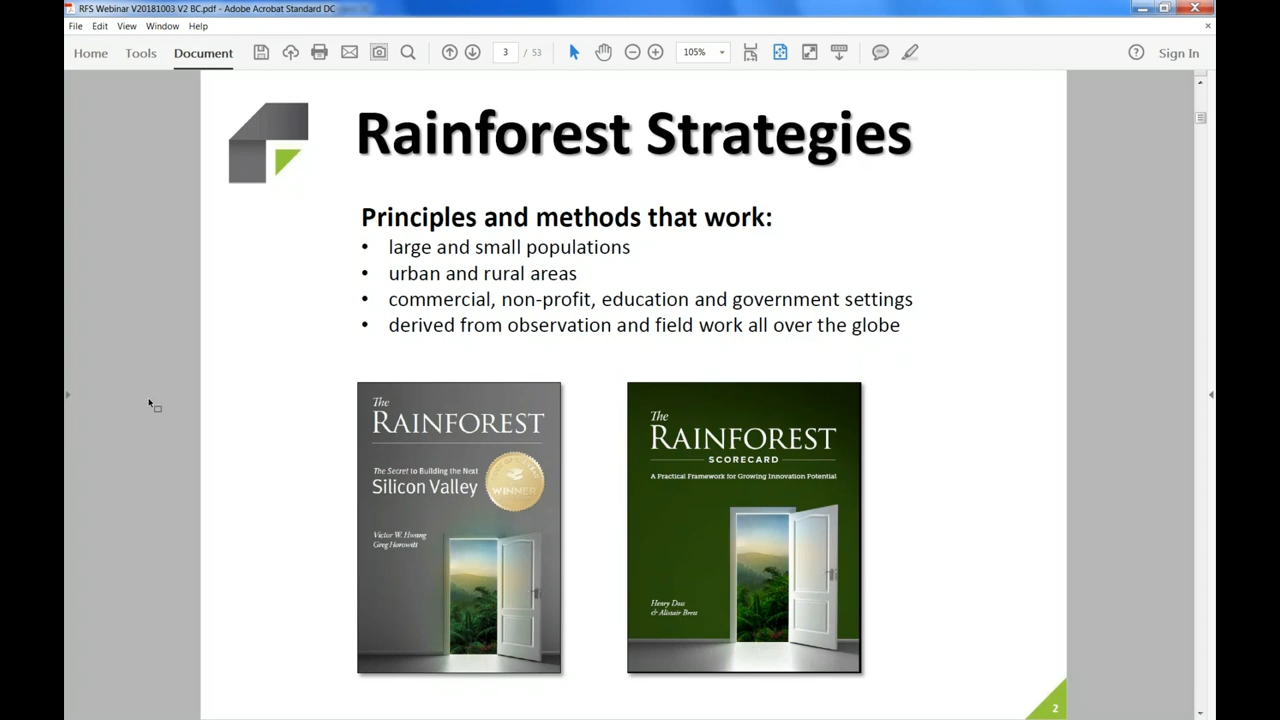 RFS Webinar V20181003 V2 BC.pdf - Adobe Acrobat Standard DC
File Edit View Window Help
Home Tools Document 3 / 53 105% Sign In
Rainforest Strategies
Principles and methods that work:
• large and small populations
• urban and rural areas
• commercial, non-profit, education and government settings
• derived from observation and field work all over the globe
The
RAINFOREST
The Secret to Building the Next
Silicon Valley
WINNER
Victor W. Hwang
Greg Horowitt
The
RAINFOREST
SCORECARD
A Practical Framework for Growing Innovation Potential
Henry Doss
& Alistair Brett
2